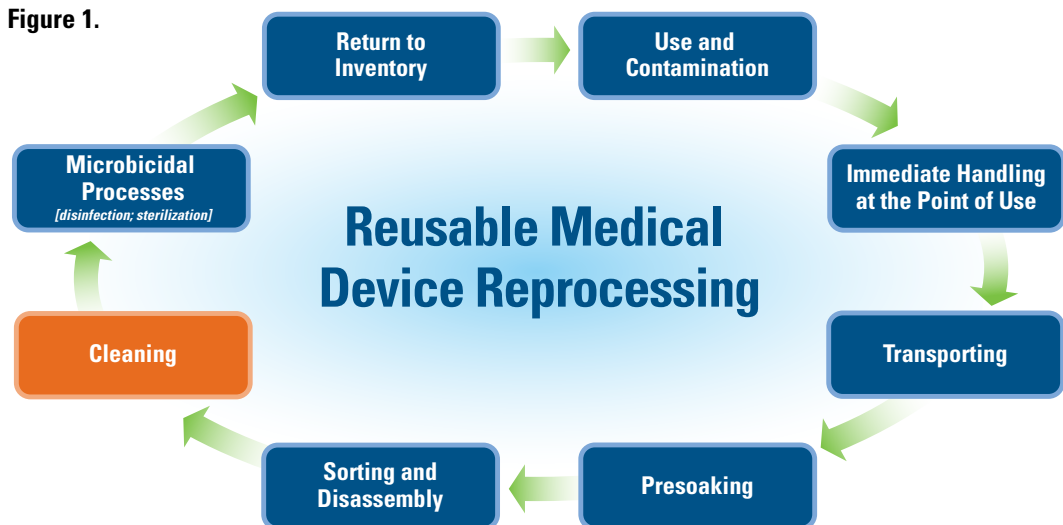 Figure 1.
Return to
Inventory
Use and
Contamination
Immediate Handling
at the Point of Use
Transporting
Presoaking
Sorting and
Disassembly
Cleaning
Microbicidal
Processes
[disinfection; sterilization]
Reusable Medical
Device Reprocessing